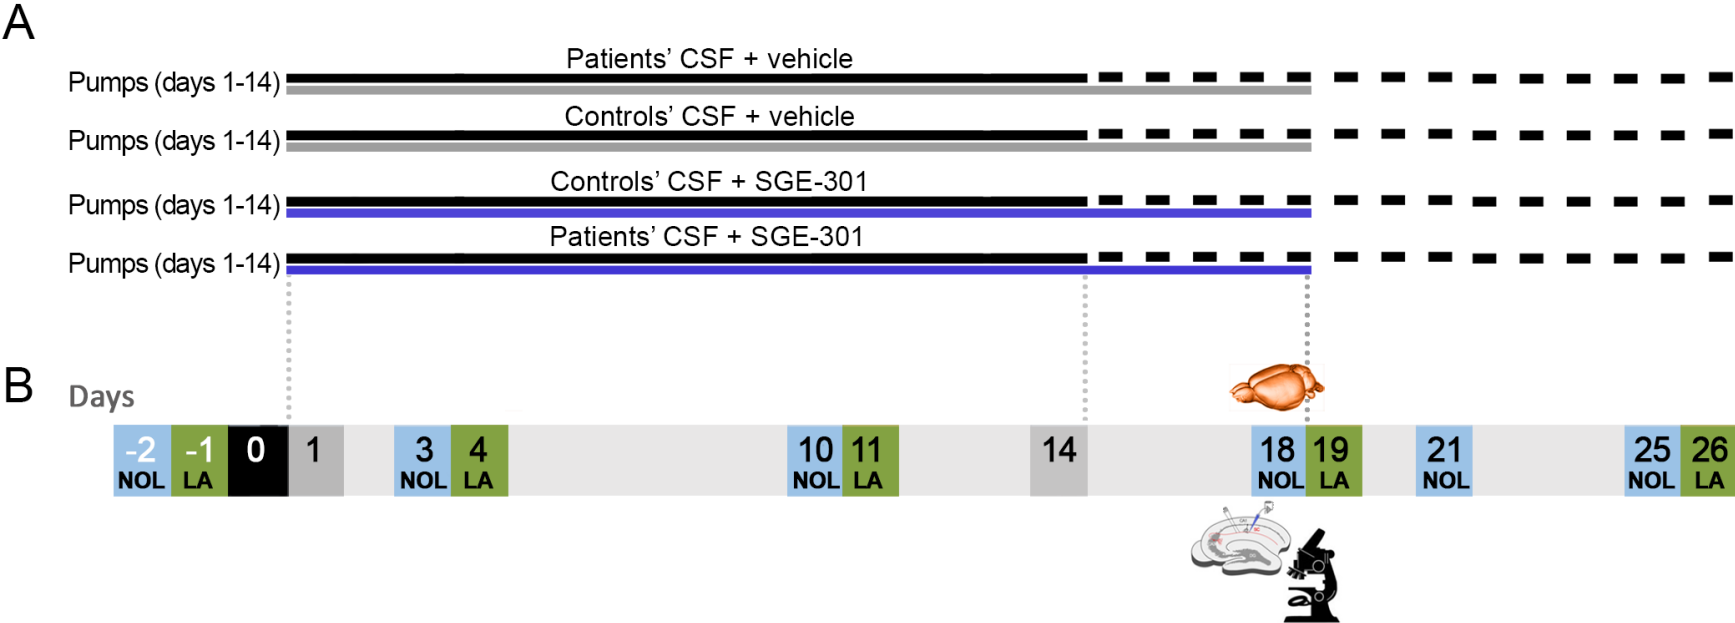 A
Patients’ CSF + vehicle
Pumps (days 1-14)
Controls’ CSF + vehicle
Pumps (days 1-14)
Controls’ CSF + SGE-301
Pumps (days 1-14)
Patients’ CSF + SGE-301
Pumps (days 1-14)
B
Days
-2 -1 0 1 3 4 10 11 14 18 19 21 25 26
NOL LA NOL LA NOL LA NOL LA NOL NOL LA